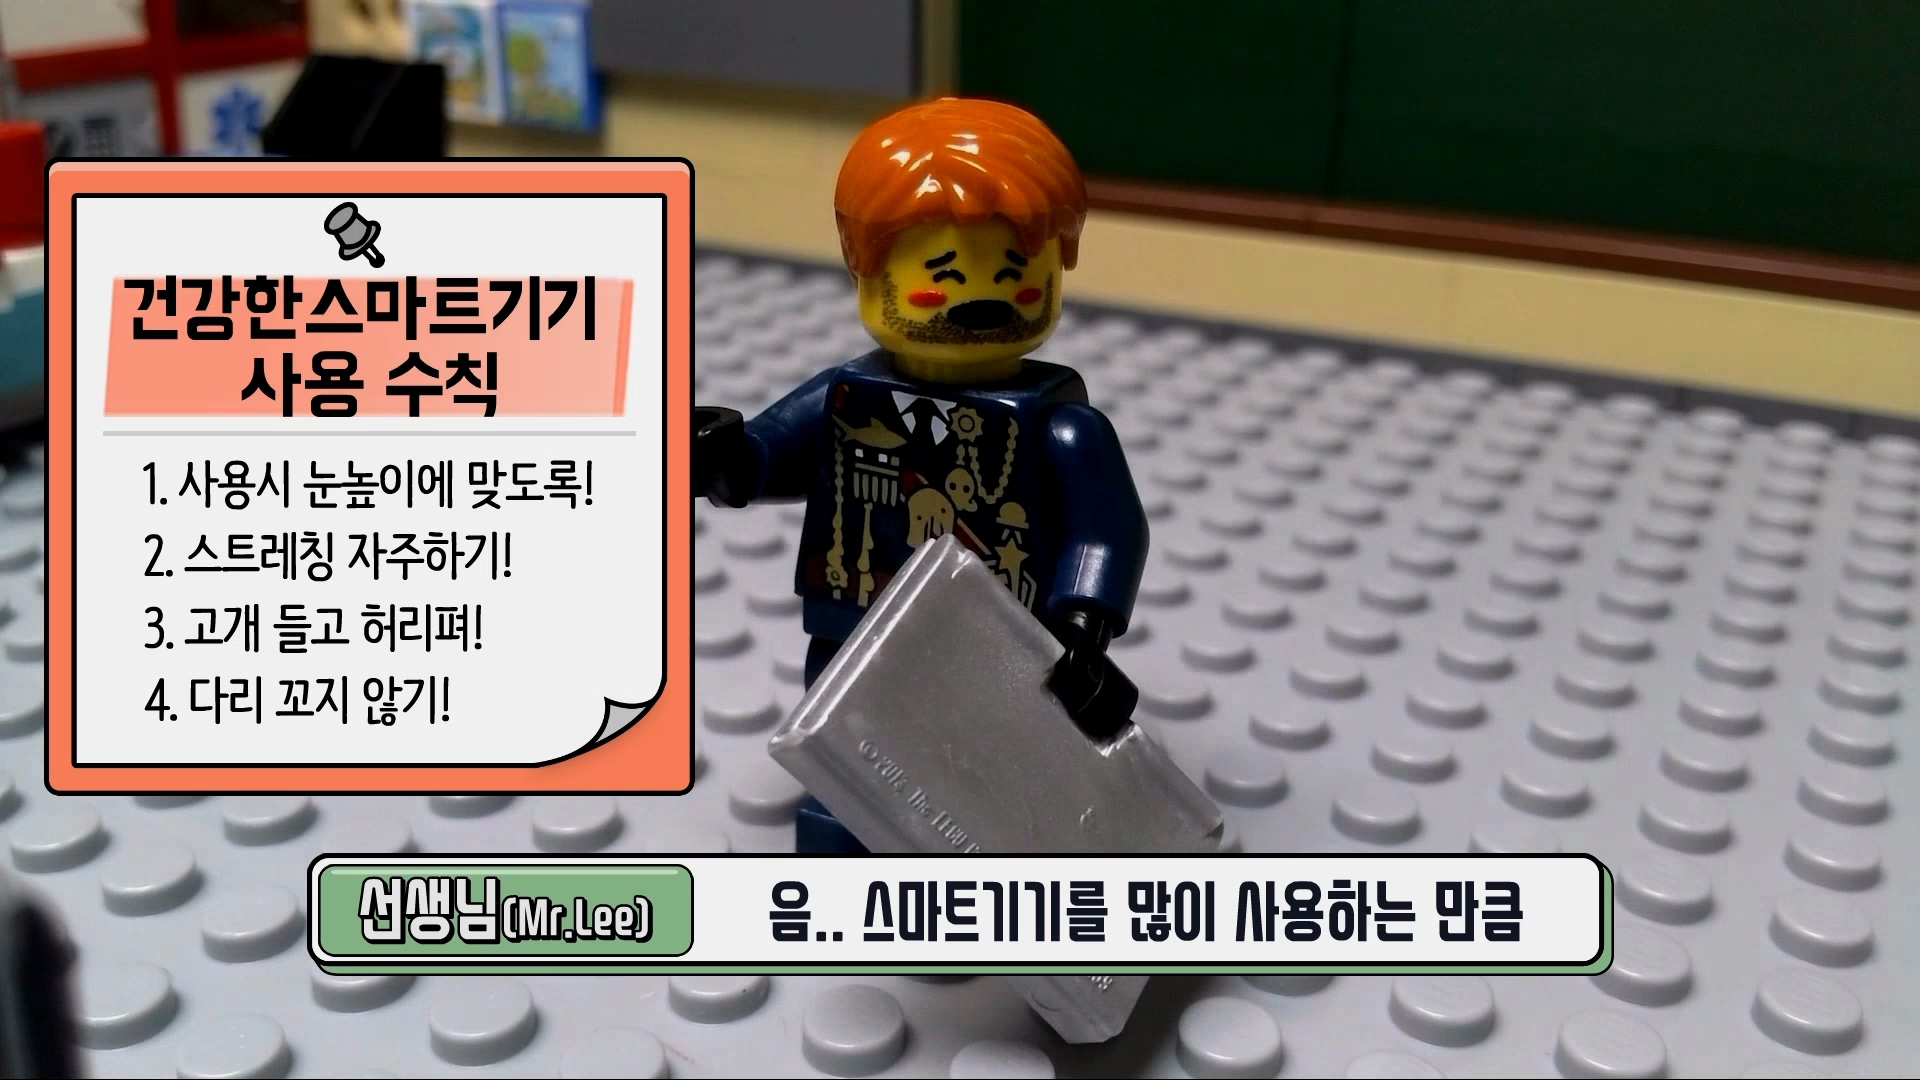 건강한스마트기기
사용 수칙
1. 사용시 눈높이에 맞도록!
2. 스트레칭 자주하기!
3. 고개 들고 허리펴!
4. 다리 꼬지 않기!
선생님(Mr.Lee)
음.. 스마트기기를 많이 사용하는 만큼